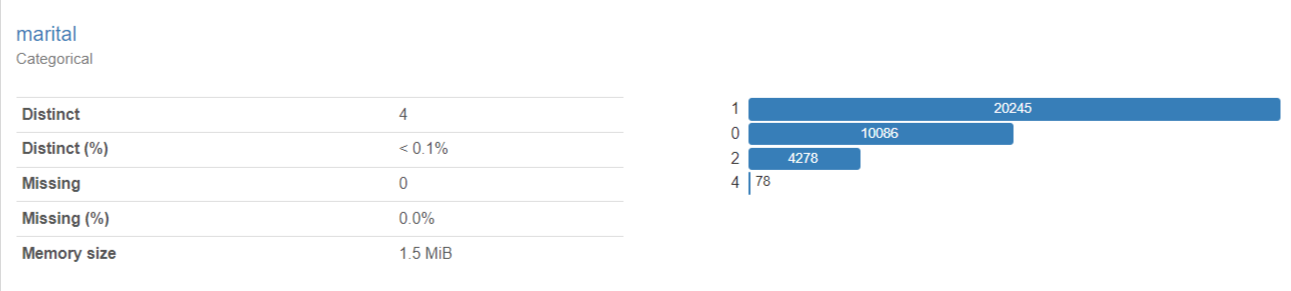 marital
Categorical
Distinct 4
Distinct (%) < 0.1%
Missing 0
Missing (%) 0.0%
Memory size 1.5 MiB
1 20245
0 10086
2 4278
4 78